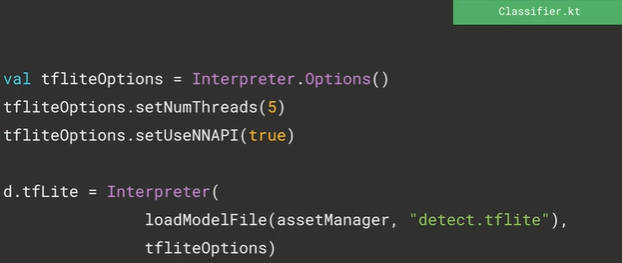 Classifier.kt
val tfliteOptions = Interpreter.Options()
tfliteOptions.setNumThreads(5)
tfliteOptions.setUseNNAPI(true)
d.tfLite = Interpreter(
loadModelFile(assetManager, "detect.tflite"),
tfliteOptions)